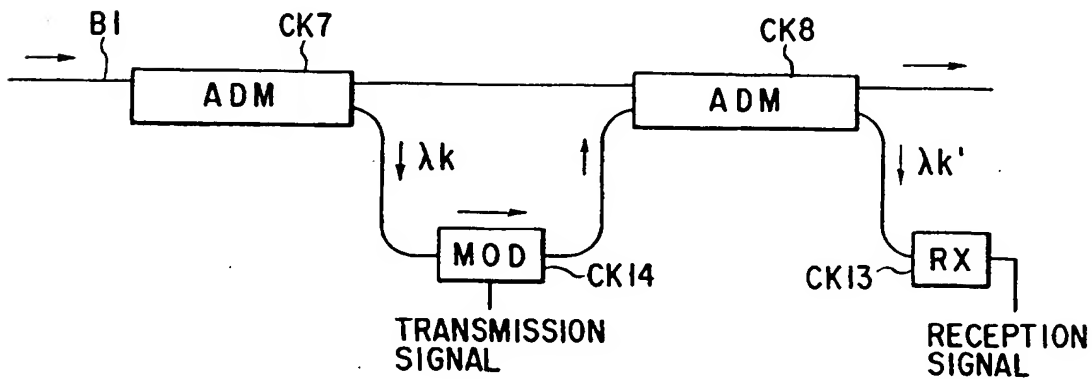 B1
CK7
CK8
ADM
ADM
λk
λk'
MOD
RX
CK14
CK13
TRANSMISSION
SIGNAL
RECEPTION
SIGNAL